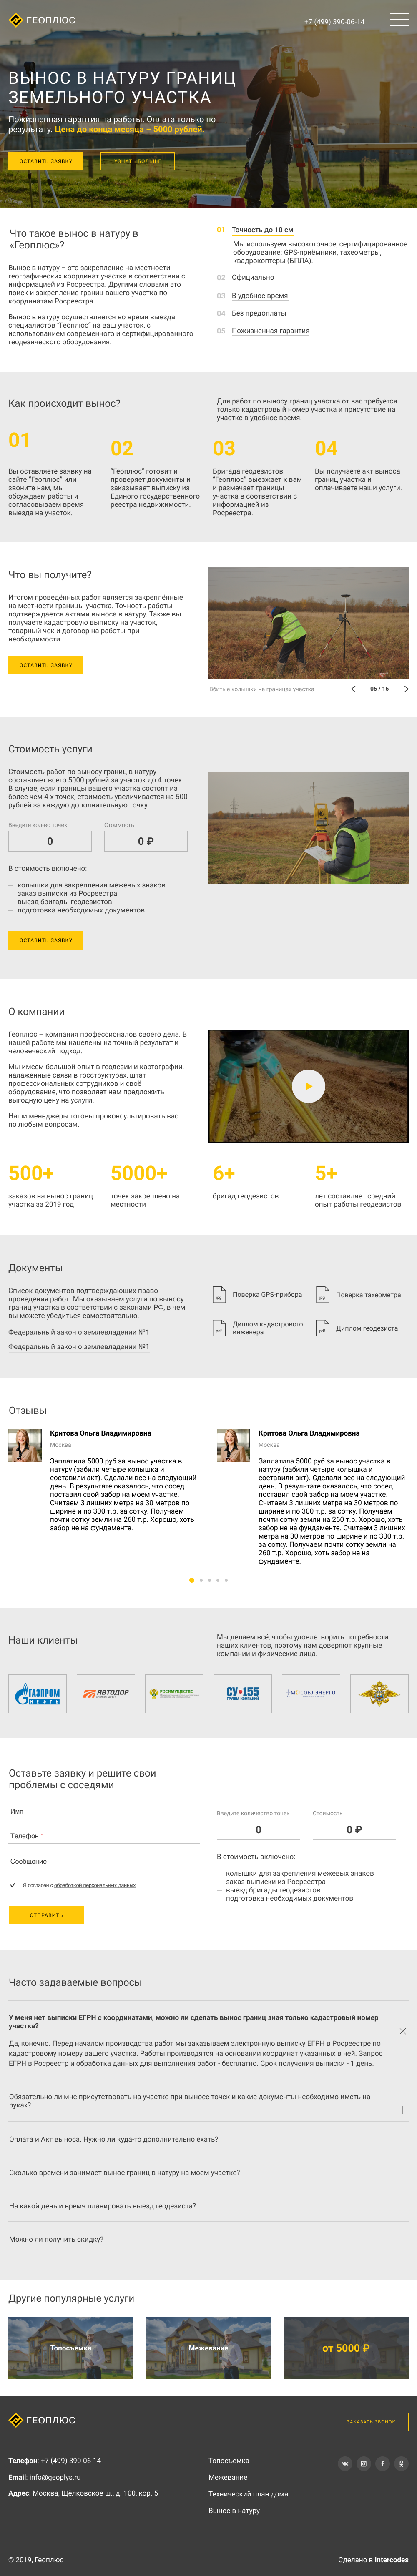 ГЕОПЛЮС
+7 (499) 390-06-14
ВЫНОС В НАТУРУ ГРАНИЦ
ЗЕМЕЛЬНОГО УЧАСТКА
Пожизненная гарантия на работы. Оплата только по
результату. Цена до конца месяца – 5000 рублей.
ОСТАВИТЬ ЗАЯВКУ
УЗНАТЬ БОЛЬШЕ
Что такое вынос в натуру в
«Геоплюс»?
Вынос в натуру – это закрепление на местности
географических координат участка в соответствии с
информацией из Росреестра. Другими словами это
поиск и закрепление границ вашего участка по
координатам Росреестра.
Вынос в натуру осуществляется во время выезда
специалистов "Геоплюс" на ваш участок, с
использованием современного и сертифицированного
геодезического оборудования.
01 Точность до 10 см
Мы используем высокоточное, сертифицированное
оборудование: GPS-приёмники, тахеометры,
квадрокоптеры (БПЛА).
02 Официально
03 В удобное время
04 Без предоплаты
05 Пожизненная гарантия
Как происходит вынос?
Для работ по выносу границ участка от вас требуется
только кадастровый номер участка и присутствие на
участке в удобное время.
01
Вы оставляете заявку на
сайте "Геоплюс" или
звоните нам, мы
обсуждаем работы и
согласовываем время
выезда на участок.
02
"Геоплюс" готовит и
проверяет документы и
заказывает выписку из
Единого государственного
реестра недвижимости.
03
Бригада геодезистов
"Геоплюс" выезжает к вам
и размечает границы
участка в соответствии с
информацией из
Росреестра.
04
Вы получаете акт выноса
границ участка и
оплачиваете наши услуги.
Что вы получите?
Итогом проведённых работ является закреплённые
на местности границы участка. Точность работы
подтверждается актами выноса в натуру. Также вы
получаете кадастровую выписку на участок,
товарный чек и договор на работы при
необходимости.
ОСТАВИТЬ ЗАЯВКУ
Вбитые колышки на границах участка
05 / 16
Стоимость услуги
Стоимость работ по выносу границ в натуру
составляет всего 5000 рублей за участок до 4 точек.
В случае, если границы вашего участка состоят из
более чем 4-х точек, стоимость увеличивается на 500
рублей за каждую дополнительную точку.
Введите кол-во точек
Стоимость
0
0 ₽
В стоимость включено:
— колышки для закрепления межевых знаков
— заказ выписки из Росреестра
— выезд бригады геодезистов
— подготовка необходимых документов
ОСТАВИТЬ ЗАЯВКУ
О компании
Геоплюс – компания профессионалов своего дела. В
нашей работе мы нацелены на точный результат и
человеческий подход.
Мы имеем большой опыт в геодезии и картографии,
налаженные связи в госструктурах, штат
профессиональных сотрудников и своё
оборудование, что позволяет нам предложить
выгодную цену на услуги.
Наши менеджеры готовы проконсультировать вас
по любым вопросам.
500+
заказов на вынос границ
участка за 2019 год
5000+
точек закреплено на
местности
6+
бригад геодезистов
5+
лет составляет средний
опыт работы геодезистов
Документы
Список документов подтверждающих право
проведения работ. Мы оказываем услуги по выносу
границ участка в соответствии с законами РФ, в чем
вы можете убедиться самостоятельно.
Федеральный закон о землевладении №1
Федеральный закон о землевладении №1
jpg
Поверка GPS-прибора
jpg
Поверка тахеометра
pdf
Диплом кадастрового
инженера
pdf
Диплом геодезиста
Отзывы
Критова Ольга Владимировна
Москва
Заплатила 5000 руб за вынос участка в
натуру (забили четыре колышка и
составили акт). Сделали все на следующий
день. В результате оказалось, что сосед
поставил свой забор на моем участке.
Считаем 3 лишних метра на 30 метров по
ширине и по 300 т.р. за сотку. Получаем
почти сотку земли на 260 т.р. Хорошо, хоть
забор не на фундаменте.
Критова Ольга Владимировна
Москва
Заплатила 5000 руб за вынос участка в
натуру (забили четыре колышка и
составили акт). Сделали все на следующий
день. В результате оказалось, что сосед
поставил свой забор на моем участке.
Считаем 3 лишних метра на 30 метров по
ширине и по 300 т.р. за сотку. Получаем
почти сотку земли на 260 т.р. Хорошо, хоть
забор не на фундаменте. Считаем 3 лишних
метра на 30 метров по ширине и по 300 т.р.
за сотку. Получаем почти сотку земли на
260 т.р. Хорошо, хоть забор не на
фундаменте.
Наши клиенты
Мы делаем всё, чтобы удовлетворить потребности
наших клиентов, поэтому нам доверяют крупные
компании и физические лица.
ГАЗПРОМ
НЕФТЬ
АВТОДОР
РОСИМУЩЕСТВО
СУ-155
ГРУППА КОМПАНИЙ
МОСОБЛЭНЕРГО
Оставьте заявку и решите свои
проблемы с соседями
Имя
Телефон *
Сообщение
Я согласен с обработкой персональных данных
ОТПРАВИТЬ
Введите количество точек
Стоимость
0
0 ₽
В стоимость включено:
— колышки для закрепления межевых знаков
— заказ выписки из Росреестра
— выезд бригады геодезистов
— подготовка необходимых документов
Часто задаваемые вопросы
У меня нет выписки ЕГРН с координатами, можно ли сделать вынос границ зная только кадастровый номер
участка?
Да, конечно. Перед началом производства работ мы заказываем электронную выписку ЕГРН в Росреестре по
кадастровому номеру вашего участка. Работы производятся на основании координат указанных в ней. Запрос
ЕГРН в Росреестр и обработка данных для выполнения работ - бесплатно. Срок получения выписки - 1 день.
Обязательно ли мне присутствовать на участке при выносе точек и какие документы необходимо иметь на
руках?
Оплата и Акт выноса. Нужно ли куда-то дополнительно ехать?
Сколько времени занимает вынос границ в натуру на моем участке?
На какой день и время планировать выезд геодезиста?
Можно ли получить скидку?
Другие популярные услуги
Топосъёмка
Межевание
от 5000 ₽
ГЕОПЛЮС
ЗАКАЗАТЬ ЗВОНОК
Телефон: +7 (499) 390-06-14
Email: info@geoplys.ru
Адрес: Москва, Щёлковское ш., д. 100, кор. 5
Топосъемка
Межевание
Технический план дома
Вынос в натуру
© 2019, Геоплюс
Сделано в Intercodes